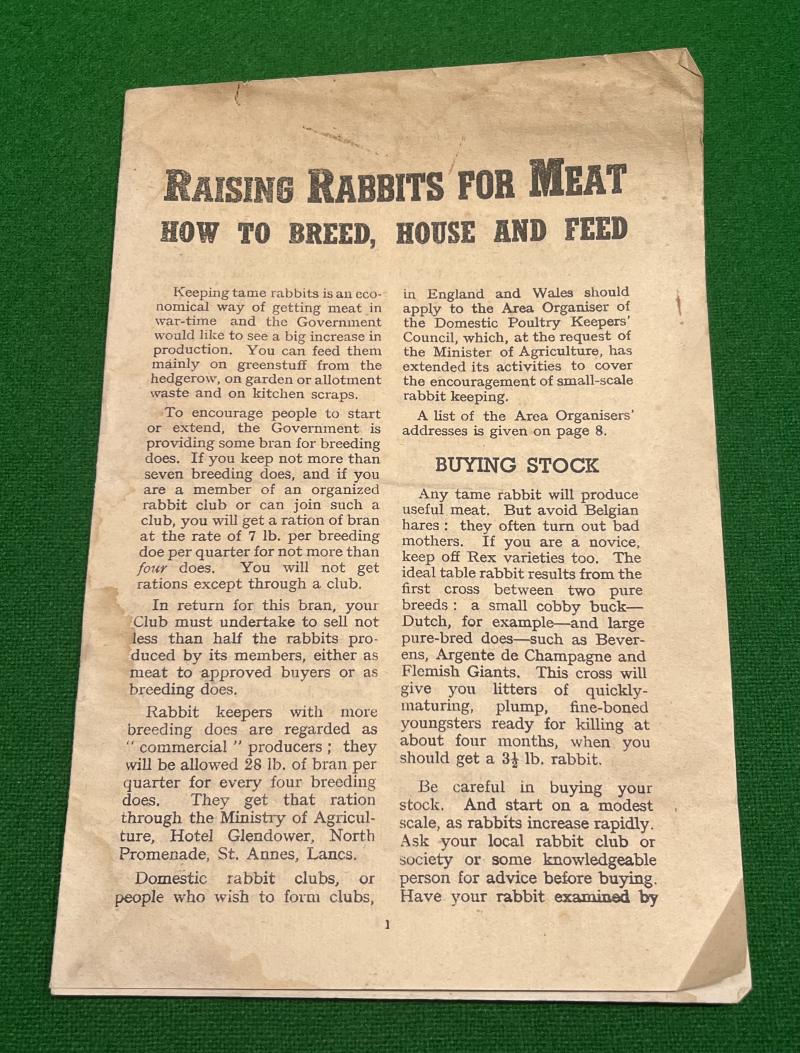 RAISING RABBITS FOR MEAT
HOW TO BREED, HOUSE AND FEED
Keeping tame rabbits is an eco-
nomical way of getting meat in
war-time and the Government
would like to see a big increase in
production. You can feed them
mainly on greenstuff from the
hedgerow, on garden or allotment
waste and on kitchen scraps.
To encourage people to start
or extend, the Government is
providing some bran for breeding
does. If you keep not more than
seven breeding does, and if you
are a member of an organized
rabbit club or can join such a
club, you will get a ration of bran
at the rate of 7 lb. per breeding
doe per quarter for not more than
four does. You will not get
rations except through a club.
In return for this bran, your
Club must undertake to sell not
less than half the rabbits pro-
duced by its members, either as
meat to approved buyers or as
breeding does.
Rabbit keepers with more
breeding does are regarded as
" commercial " producers ; they
will be allowed 28 lb. of bran per
quarter for every four breeding
does. They get that ration
through the Ministry of Agricul-
ture, Hotel Glendower, North
Promenade, St. Annes, Lancs.
Domestic rabbit clubs, or
people who wish to form clubs,
in England and Wales should
apply to the Area Organiser of
the Domestic Poultry Keepers'
Council, which, at the request of
the Minister of Agriculture, has
extended its activities to cover
the encouragement of small-scale
rabbit keeping.
A list of the Area Organisers'
addresses is given on page 8.
BUYING STOCK
Any tame rabbit will produce
useful meat. But avoid Belgian
hares : they often turn out bad
mothers. If you are a novice,
keep off Rex varieties too. The
ideal table rabbit results from the
first cross between two pure
breeds : a small cobby buck—
Dutch, for example—and large
pure-bred does—such as Bever-
ens, Argente de Champagne and
Flemish Giants. This cross will
give you litters of quickly-
maturing, plump, fine-boned
youngsters ready for killing at
about four months, when you
should get a 3½ lb. rabbit.
Be careful in buying your
stock. And start on a modest
scale, as rabbits increase rapidly.
Ask your local rabbit club or
society or some knowledgeable
person for advice before buying.
Have your rabbit examined by
1